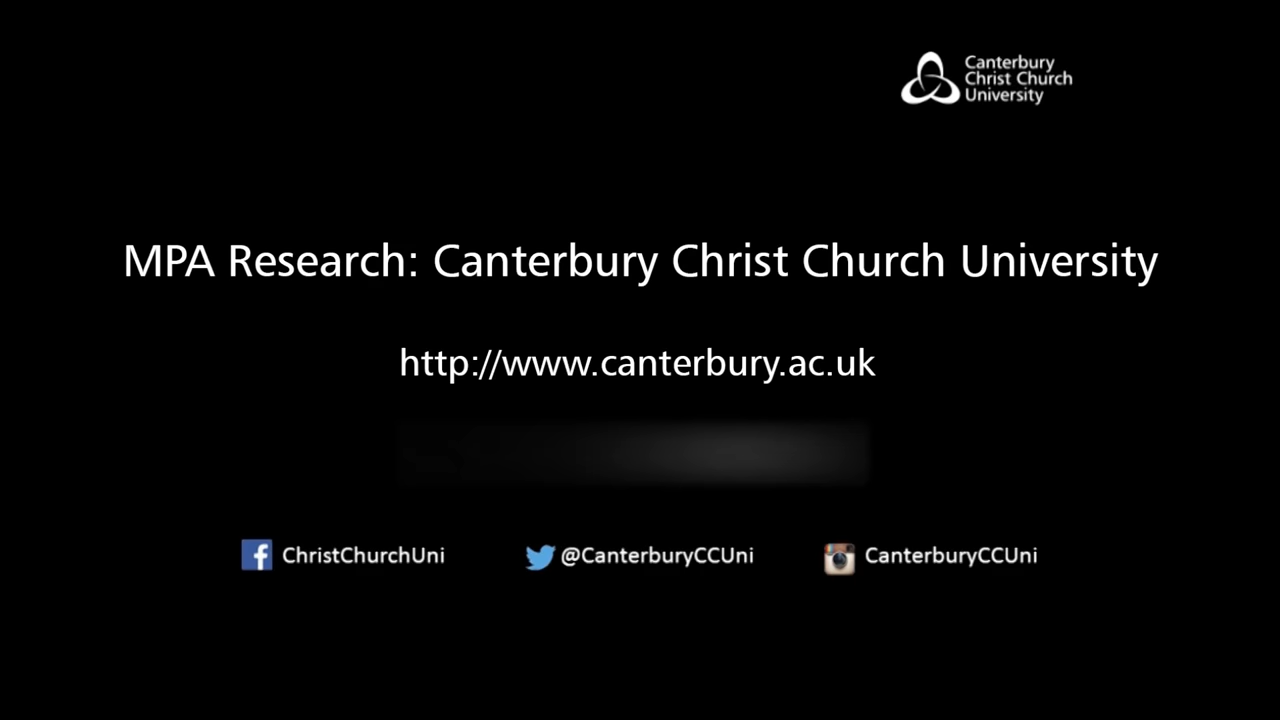 Canterbury
Christ Church
University
MPA Research: Canterbury Christ Church University
http://www.canterbury.ac.uk
ChristChurchUni
@CanterburyCCUni
CanterburyCCUni